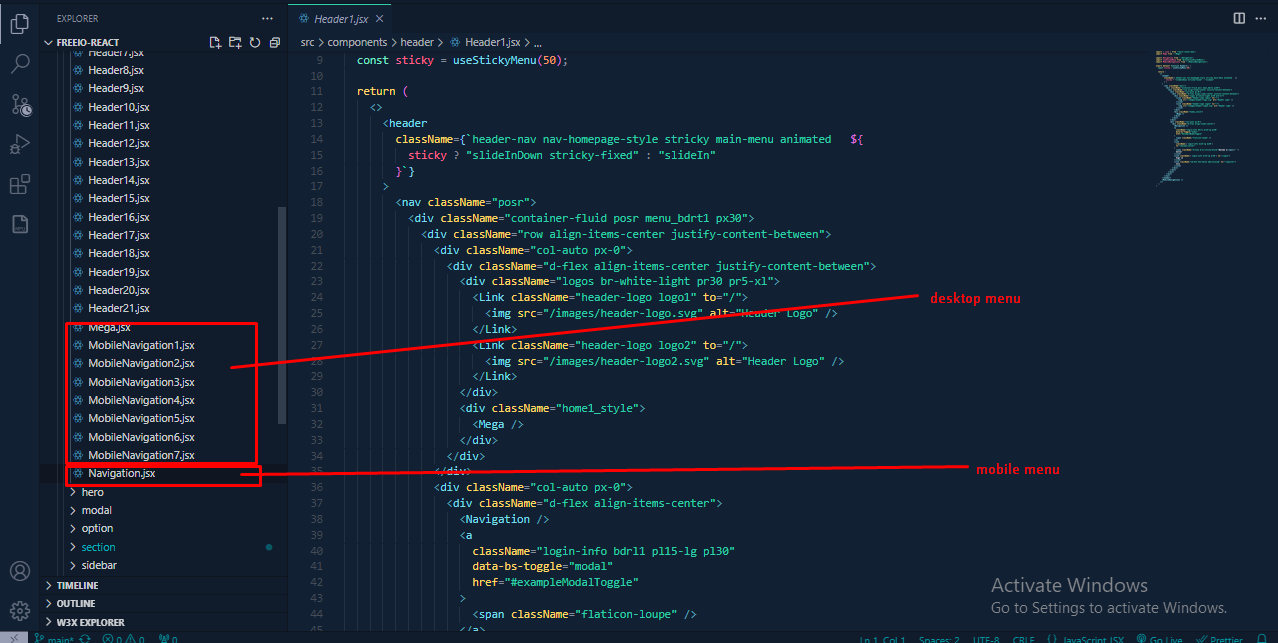 EXPLORER
FREEIO-REACT
Header7.jsx
Header8.jsx
Header9.jsx
Header10.jsx
Header11.jsx
Header12.jsx
Header13.jsx
Header14.jsx
Header15.jsx
Header16.jsx
Header17.jsx
Header18.jsx
Header19.jsx
Header20.jsx
Header21.jsx
Mega.jsx
MobileNavigation1.jsx
MobileNavigation2.jsx
MobileNavigation3.jsx
MobileNavigation4.jsx
MobileNavigation5.jsx
MobileNavigation6.jsx
MobileNavigation7.jsx
Navigation.jsx
hero
modal
option
section
sidebar
TIMELINE
OUTLINE
W3X EXPLORER
Header1.jsx
src > components > header > Header1.jsx > ...
9 const sticky = useStickyMenu(50);
10
11 return (
12 <>
13 <header
14 className={`header-nav nav-homepage-style stricky main-menu animated   ${
15 sticky ? "slideInDown stricky-fixed" : "slideIn"
16 }`}
17 >
18 <nav className="posr">
19 <div className="container-fluid posr menu_bdrt1 px30">
20 <div className="row align-items-center justify-content-between">
21 <div className="col-auto px-0">
22 <div className="d-flex align-items-center justify-content-between">
23 <div className="logos br-white-light pr30 pr5-xl">
24 <Link className="header-logo logo1" to="/">
25 <img src="/images/header-logo.svg" alt="Header Logo" />
26 </Link>
27 <Link className="header-logo logo2" to="/">
28 <img src="/images/header-logo2.svg" alt="Header Logo" />
29 </Link>
30 </div>
31 <div className="home1_style">
32 <Mega />
33 </div>
34 </div>
35 </div>
36 <div className="col-auto px-0">
37 <div className="d-flex align-items-center">
38 <Navigation />
39 <a
40 className="login-info bdrl1 pl15-lg pl30"
41 data-bs-toggle="modal"
42 href="#exampleModalToggle"
43 >
44 <span className="flaticon-loupe" />
45 </a>
desktop menu
mobile menu
Activate Windows
Go to Settings to activate Windows.
main* 0 0 0 Ln 1, Col 1 Spaces: 2 UTF-8 CRLF {} JavaScript JSX Go Live Prettier